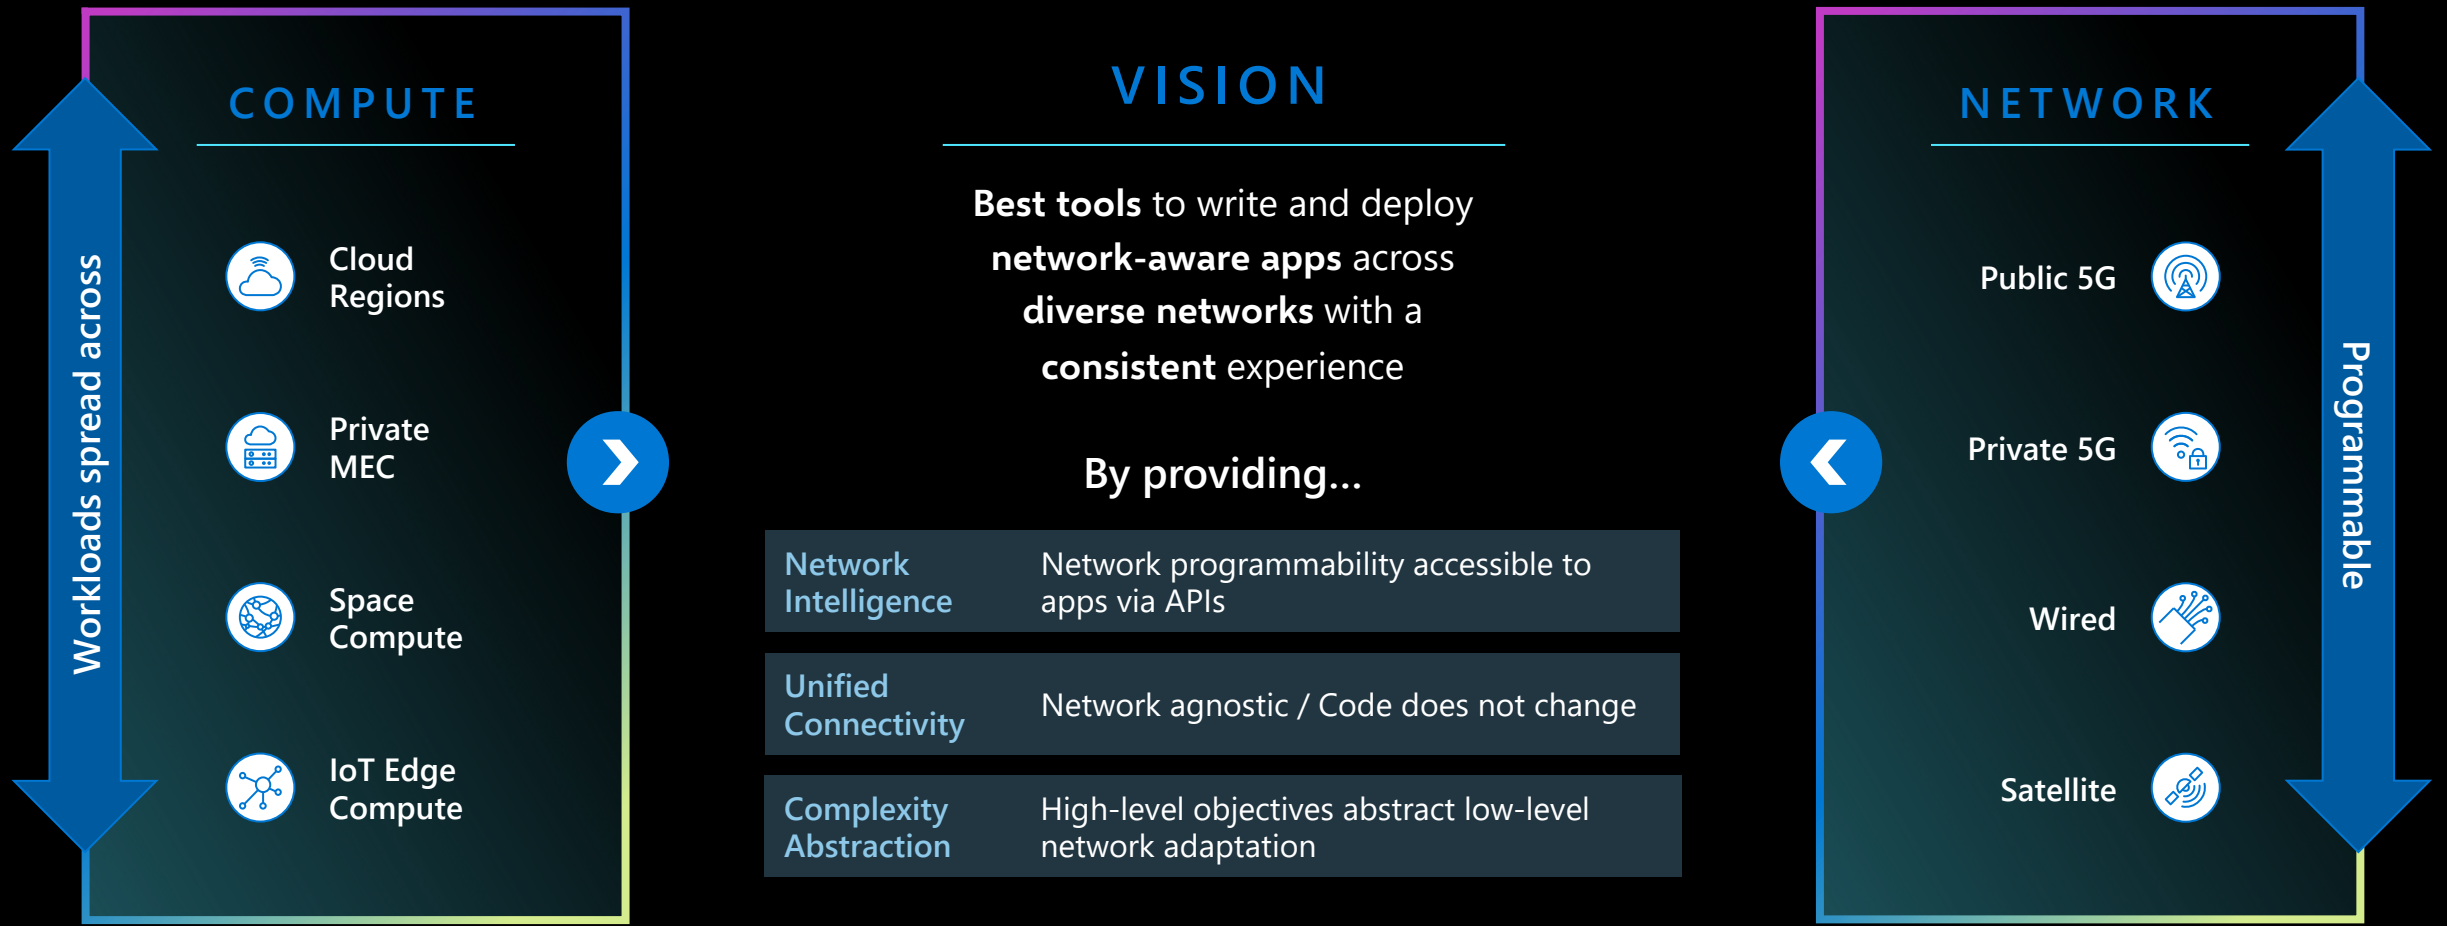 Workloads spread across
COMPUTE
Cloud
Regions
Private
MEC
Space
Compute
IoT Edge
Compute
VISION
Best tools to write and deploy
network-aware apps across
diverse networks with a
consistent experience
By providing...
Network
Intelligence
Network programmability accessible to
apps via APIs
Unified
Connectivity
Network agnostic / Code does not change
Complexity
Abstraction
High-level objectives abstract low-level
network adaptation
NETWORK
Public 5G
Private 5G
Wired
Satellite
Programmable